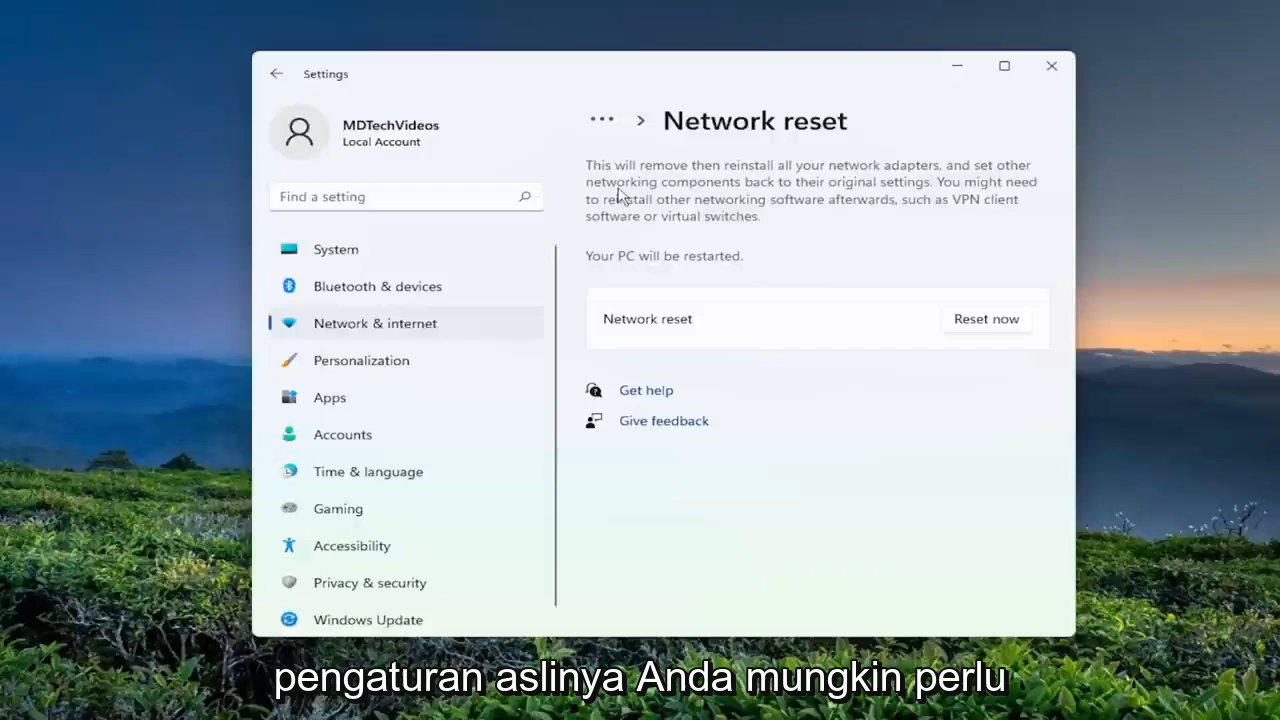 Settings
MDTechVideos
Local Account
Find a setting
System
Bluetooth & devices
Network & internet
Personalization
Apps
Accounts
Time & language
Gaming
Accessibility
Privacy & security
Windows Update
... > Network reset
This will remove then reinstall all your network adapters, and set other
networking components back to their original settings. You might need
to reinstall other networking software afterwards, such as VPN client
software or virtual switches.
Your PC will be restarted.
Network reset
Reset now
Get help
Give feedback
pengaturan aslinya Anda mungkin perlu